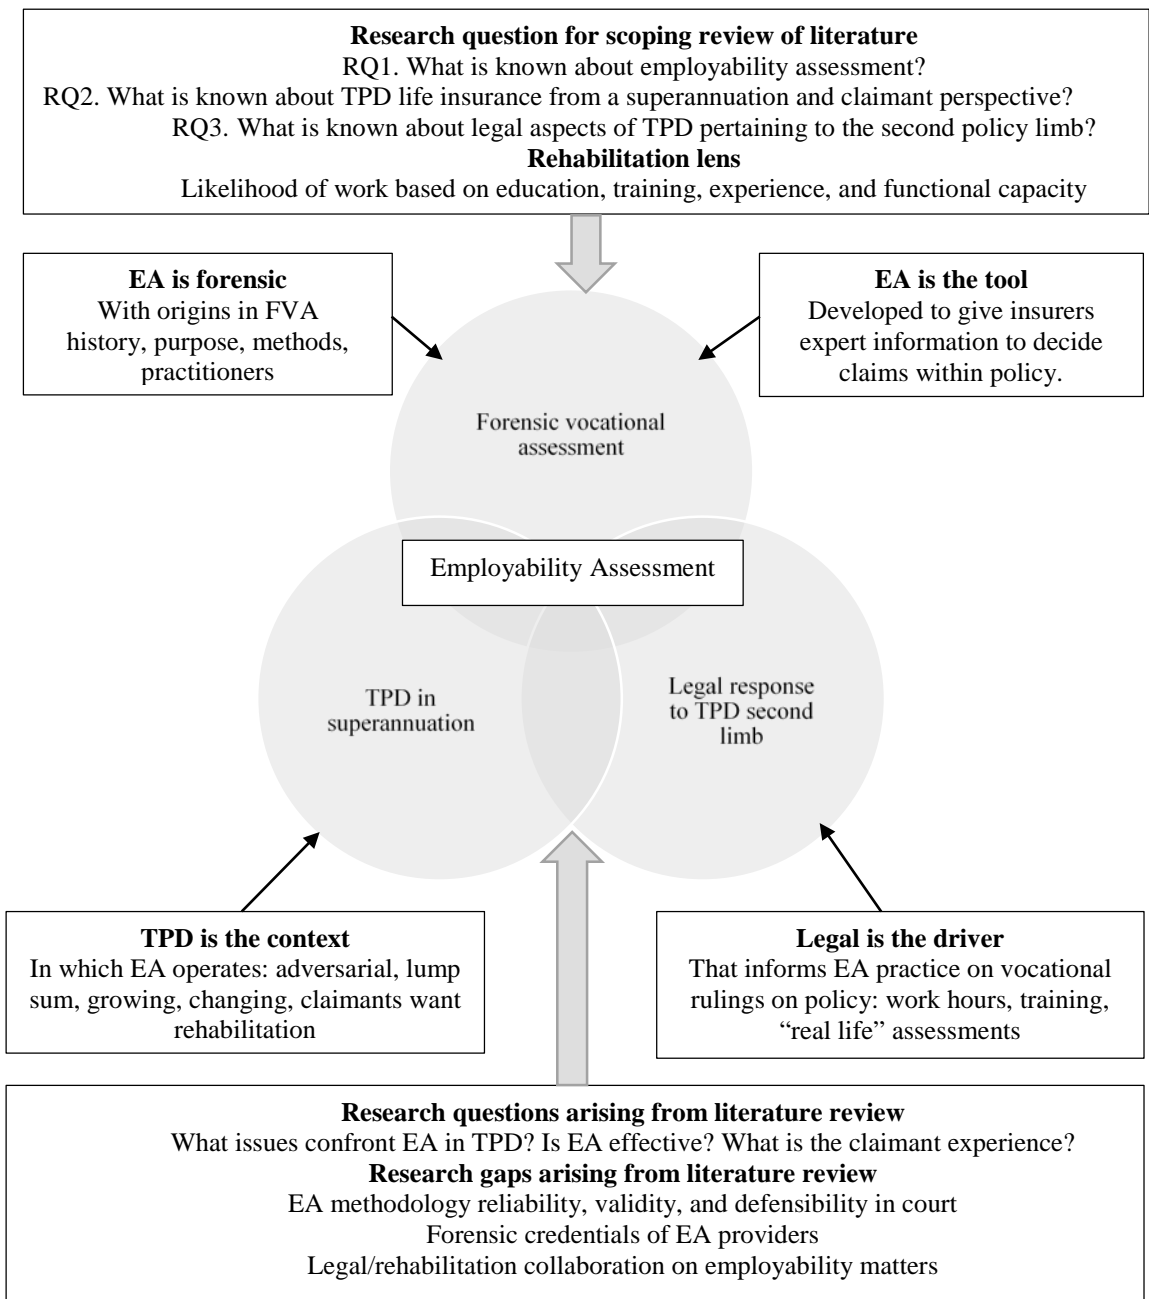 Research question for scoping review of literature
RQ1. What is known about employability assessment?
RQ2. What is known about TPD life insurance from a superannuation and claimant perspective?
RQ3. What is known about legal aspects of TPD pertaining to the second policy limb?
Rehabilitation lens
Likelihood of work based on education, training, experience, and functional capacity
EA is forensic
With origins in FVA
history, purpose, methods,
practitioners
EA is the tool
Developed to give insurers
expert information to decide
claims within policy.
Forensic vocational
assessment
Employability Assessment
TPD in
superannuation
Legal response
to TPD second
limb
TPD is the context
In which EA operates: adversarial, lump
sum, growing, changing, claimants want
rehabilitation
Legal is the driver
That informs EA practice on vocational
rulings on policy: work hours, training,
“real life” assessments
Research questions arising from literature review
What issues confront EA in TPD? Is EA effective? What is the claimant experience?
Research gaps arising from literature review
EA methodology reliability, validity, and defensibility in court
Forensic credentials of EA providers
Legal/rehabilitation collaboration on employability matters